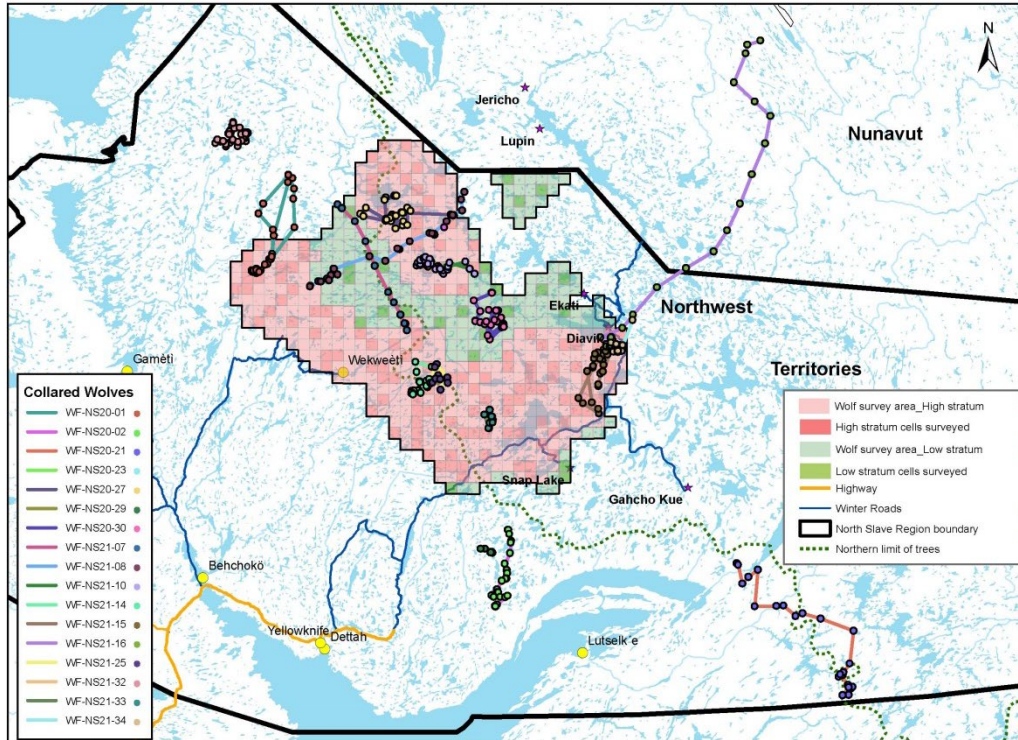 N
Jericho
Lupin
Nunavut
Ekati
Northwest
Diavik
Territories
Gamèti
Wekweètì
Snap Lake
Gahcho Kue
Behchokö
Yellowknife
Dettah
Lutselk´e
Collared Wolves
WF-NS20-01
WF-NS20-02
WF-NS20-21
WF-NS20-23
WF-NS20-27
WF-NS20-29
WF-NS20-30
WF-NS21-07
WF-NS21-08
WF-NS21-10
WF-NS21-14
WF-NS21-15
WF-NS21-16
WF-NS21-25
WF-NS21-32
WF-NS21-33
WF-NS21-34
Wolf survey area_High stratum
High stratum cells surveyed
Wolf survey area_Low stratum
Low stratum cells surveyed
Highway
Winter Roads
North Slave Region boundary
Northern limit of trees